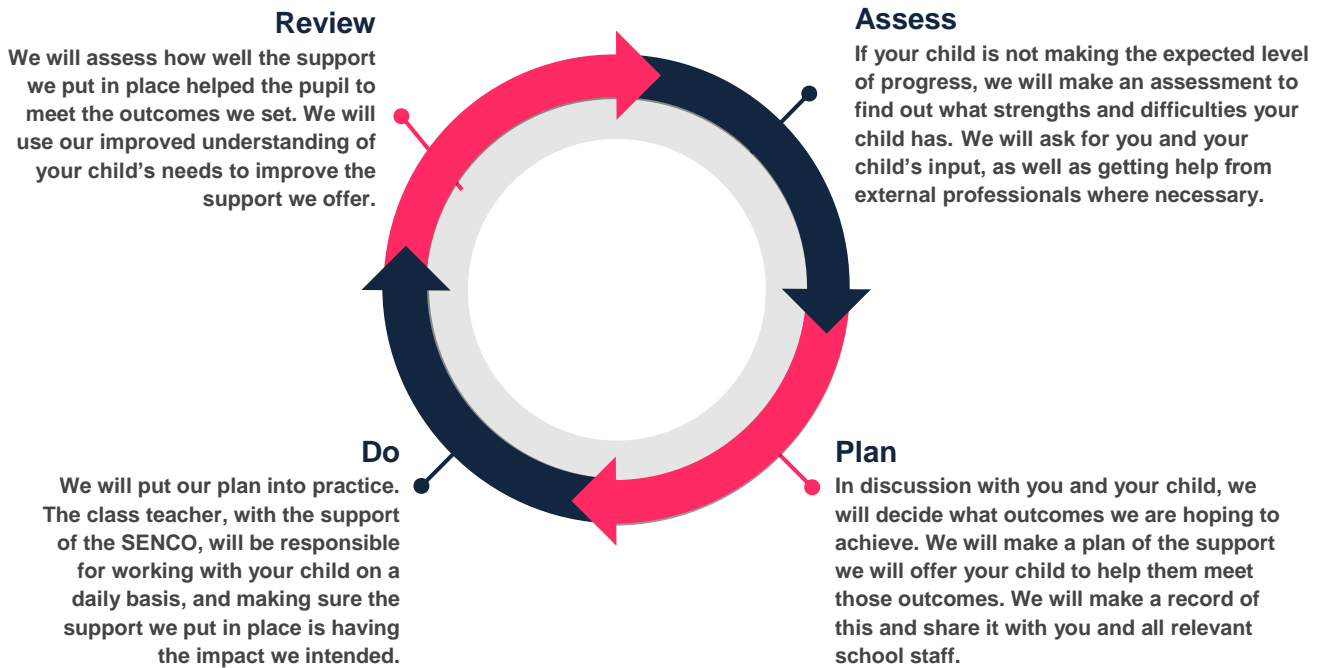 Review
We will assess how well the support
we put in place helped the pupil to
meet the outcomes we set. We will
use our improved understanding of
your child’s needs to improve the
support we offer.
Assess
If your child is not making the expected level
of progress, we will make an assessment to
find out what strengths and difficulties your
child has. We will ask for you and your
child’s input, as well as getting help from
external professionals where necessary.
Do
We will put our plan into practice.
The class teacher, with the support
of the SENCO, will be responsible
for working with your child on a
daily basis, and making sure the
support we put in place is having
the impact we intended.
Plan
In discussion with you and your child, we
will decide what outcomes we are hoping to
achieve. We will make a plan of the support
we will offer your child to help them meet
those outcomes. We will make a record of
this and share it with you and all relevant
school staff.